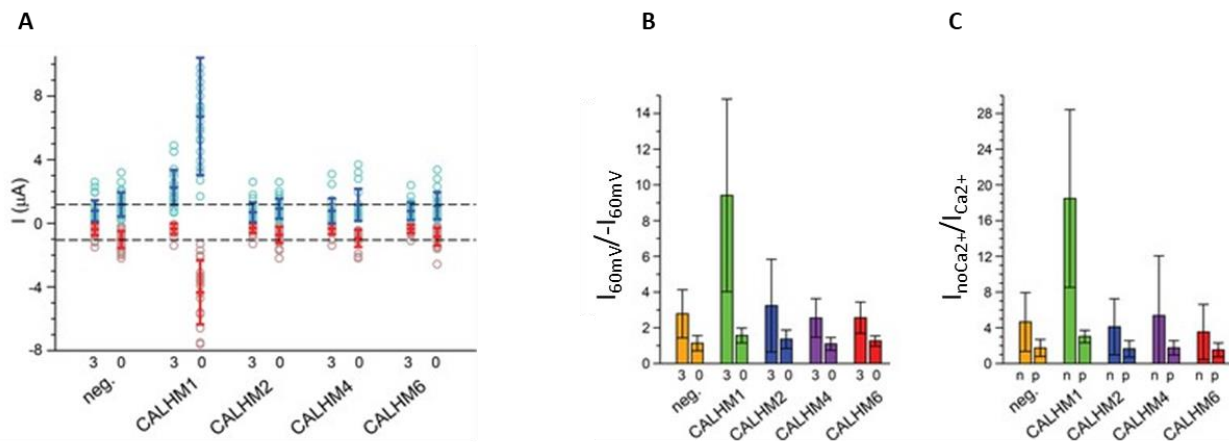 A
I (μA)
8
4
0
-4
-8
3 0 3 0 3 0 3 0 3 0
neg. CALHM1 CALHM2 CALHM4 CALHM6
B
I60mV/-I60mV
14
12
10
8
6
4
2
0
3 0 3 0 3 0 3 0 3 0
neg. CALHM1 CALHM2 CALHM4 CALHM6
C
InoCa2+/ICa2+
28
24
20
16
12
8
4
0
n p n p n p n p n p
neg. CALHM1 CALHM2 CALHM4 CALHM6